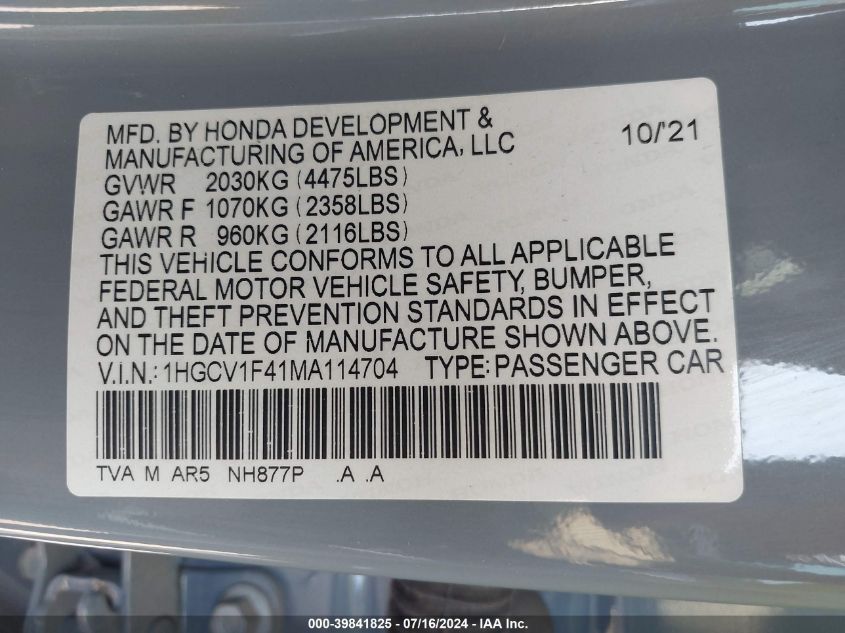 MFD. BY HONDA DEVELOPMENT &
MANUFACTURING OF AMERICA, LLC 10/'21
GVWR 2030KG (4475LBS)
GAWR F 1070KG (2358LBS)
GAWR R 960KG (2116LBS)
THIS VEHICLE CONFORMS TO ALL APPLICABLE
FEDERAL MOTOR VEHICLE SAFETY, BUMPER,
AND THEFT PREVENTION STANDARDS IN EFFECT
ON THE DATE OF MANUFACTURE SHOWN ABOVE.
V.I.N.: 1HGCV1F41MA114704 TYPE: PASSENGER CAR
TVA M AR5 NH877P .A .A
000-39841825 - 07/16/2024 - IAA Inc.